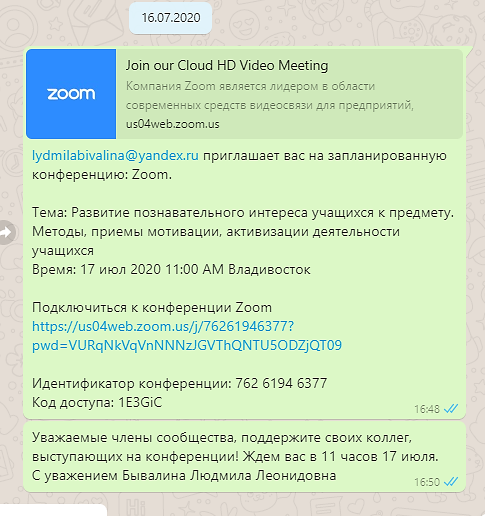 16.07.2020
zoom
Join our Cloud HD Video Meeting
Компания Zoom является лидером в области
современных средств видеосвязи для предприятий,
us04web.zoom.us
lydmilabivalina@yandex.ru приглашает вас на запланированную
конференцию: Zoom.
Тема: Развитие познавательного интереса учащихся к предмету.
Методы, приемы мотивации, активизации деятельности
учащихся
Время: 17 июл 2020 11:00 AM Владивосток
Подключиться к конференции Zoom
https://us04web.zoom.us/j/76261946377?
pwd=VURqNkVqVnNNNzJGVThQNTU5ODZjQT09
Идентификатор конференции: 762 6194 6377
Код доступа: 1E3GiC
16:48
Уважаемые члены сообщества, поддержите своих коллег,
выступающих на конференции! Ждем вас в 11 часов 17 июля.
С уважением Бывалина Людмила Леонидовна
16:50